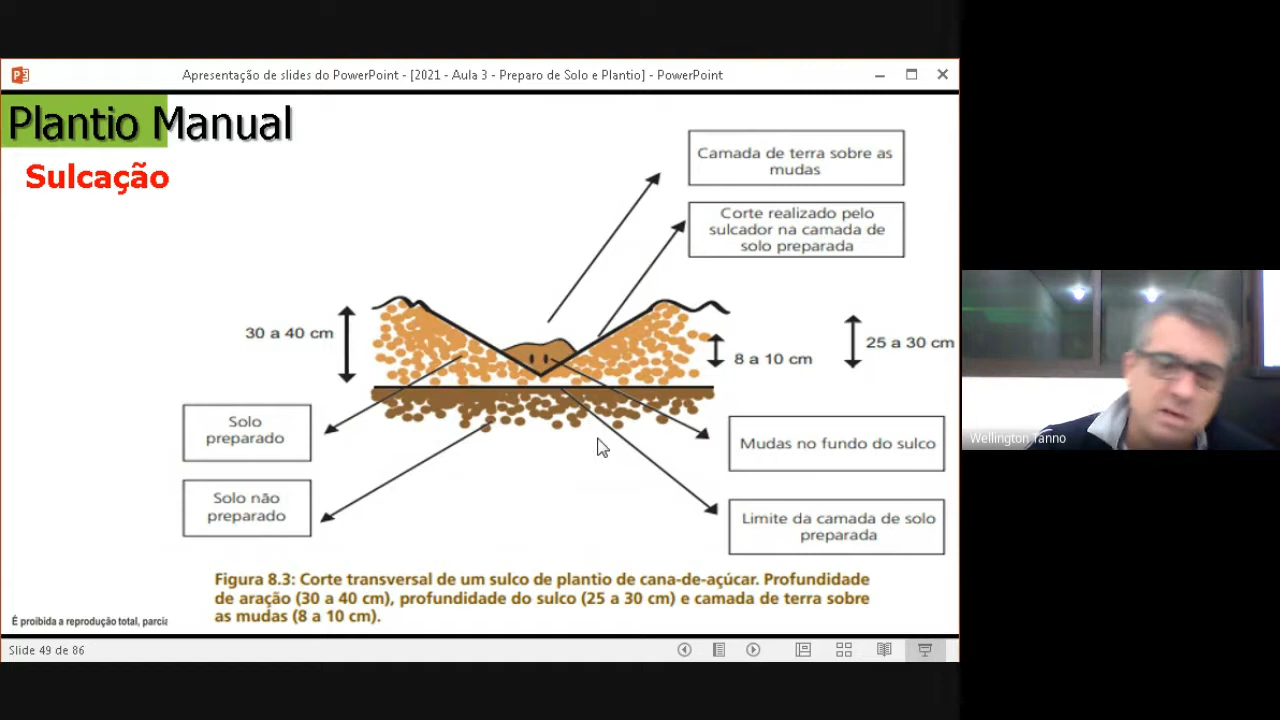 Apresentação de slides do PowerPoint - [2021 - Aula 3 - Preparo de Solo e Plantio] - PowerPoint
Plantio Manual
Sulcação
Camada de terra sobre as
mudas
Corte realizado pelo
sulcador na camada de
solo preparada
30 a 40 cm
25 a 30 cm
8 a 10 cm
Solo
preparado
Mudas no fundo do sulco
Solo não
preparado
Limite da camada de solo
preparada
Figura 8.3: Corte transversal de um sulco de plantio de cana-de-açúcar. Profundidade
de aração (30 a 40 cm), profundidade do sulco (25 a 30 cm) e camada de terra sobre
as mudas (8 a 10 cm).
É proibida a reprodução total, parcia
Slide 49 de 86
Wellington Tanno